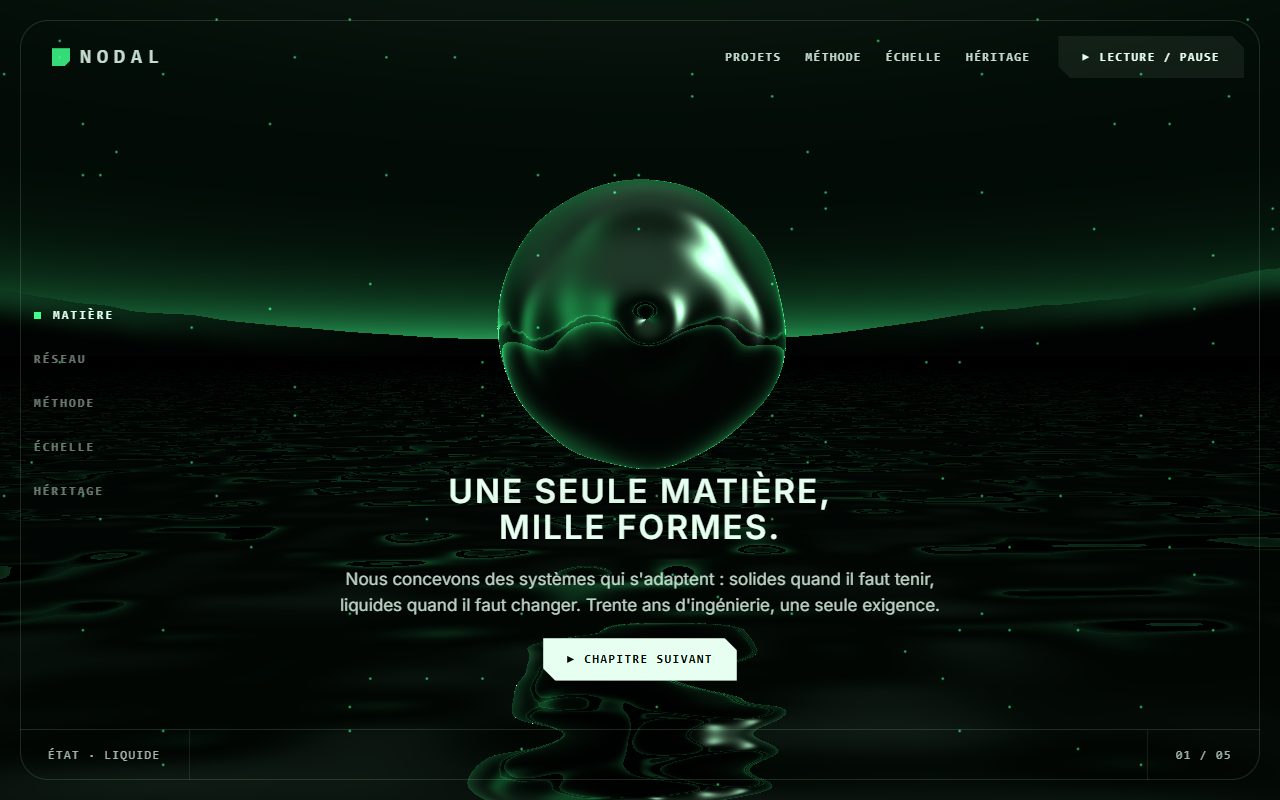 NODAL
PROJETS
MÉTHODE
ÉCHELLE
HÉRITAGE
▶ LECTURE / PAUSE
MATIÈRE
RÉSEAU
MÉTHODE
ÉCHELLE
HÉRITAGE
UNE SEULE MATIÈRE,
MILLE FORMES.
Nous concevons des systèmes qui s'adaptent : solides quand il faut tenir,
liquides quand il faut changer. Trente ans d'ingénierie, une seule exigence.
▶ CHAPITRE SUIVANT
ÉTAT · LIQUIDE
01 / 05